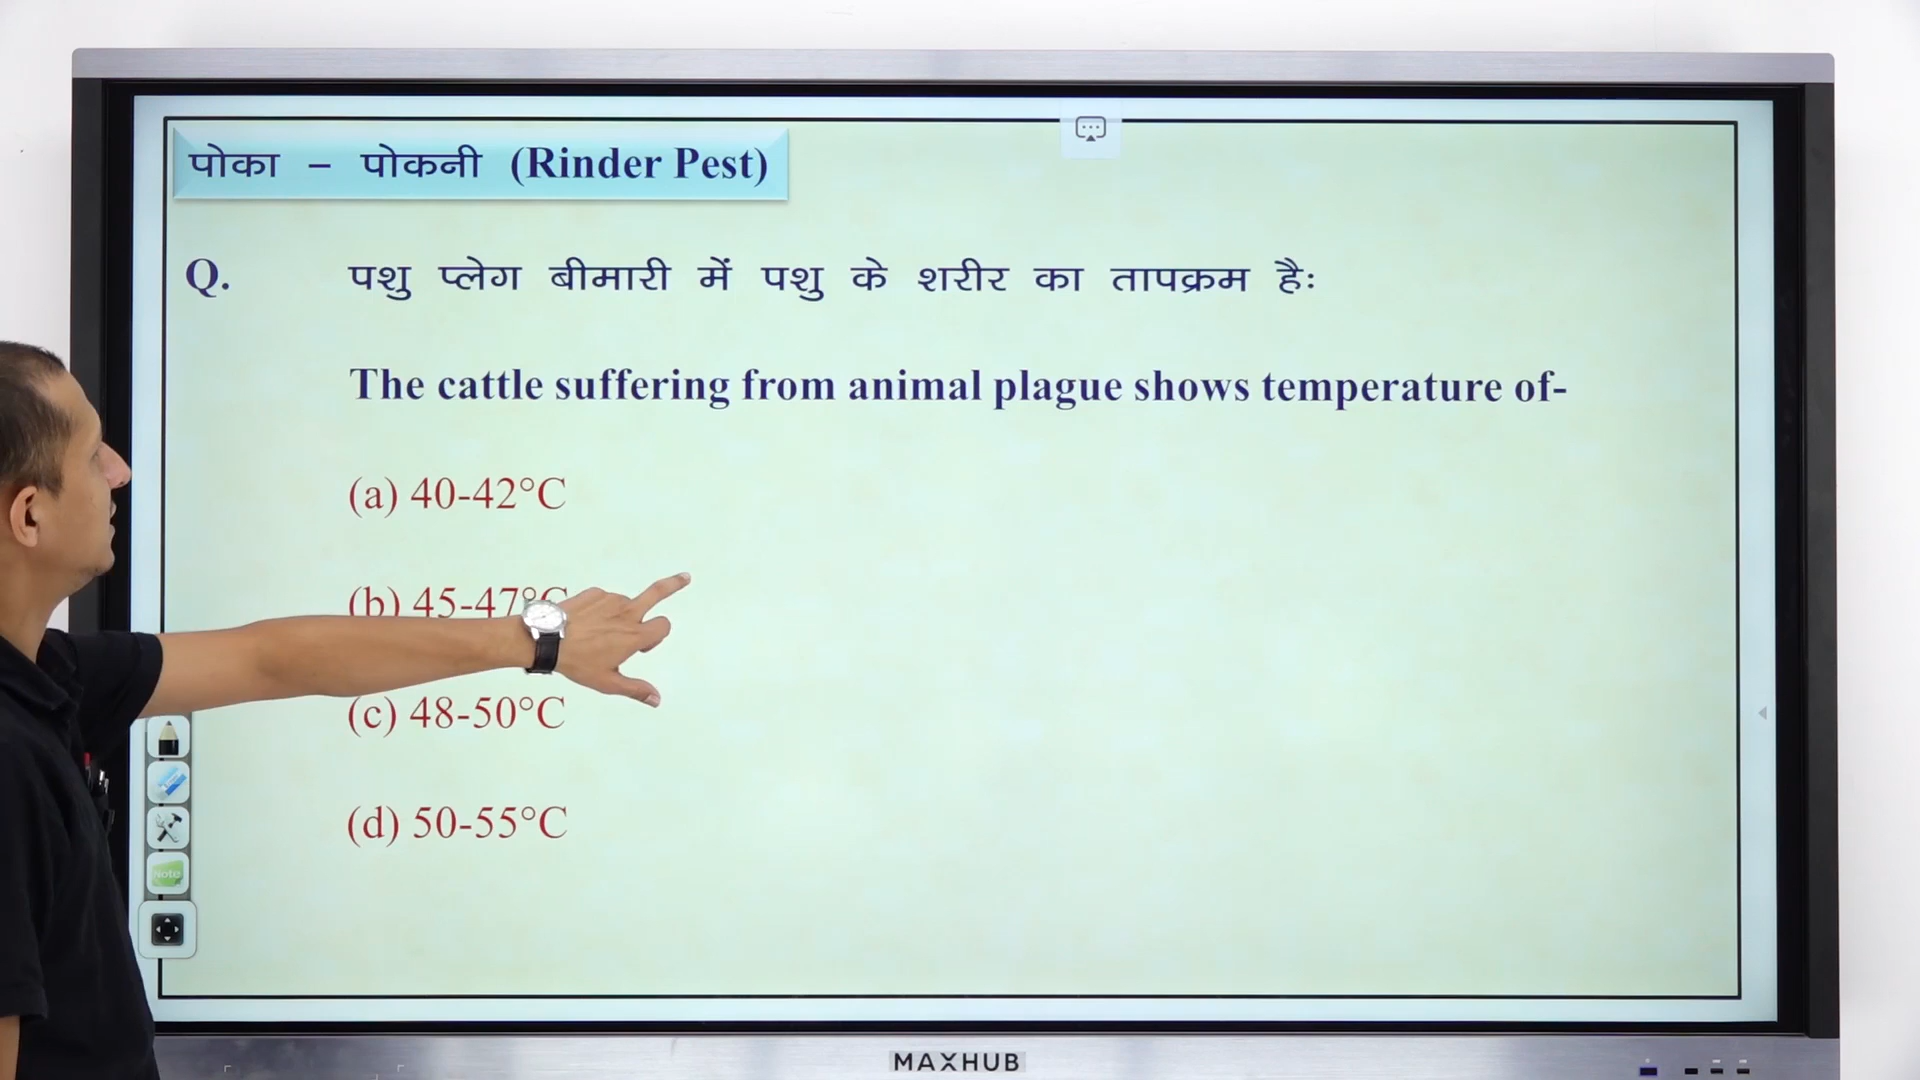 पोका – पोकनी (Rinder Pest)
Q. पशु प्लेग बीमारी में पशु के शरीर का तापक्रम हैः
The cattle suffering from animal plague shows temperature of-
(a) 40-42°C
(b) 45-47°C
(c) 48-50°C
(d) 50-55°C
Note
MAXHUB